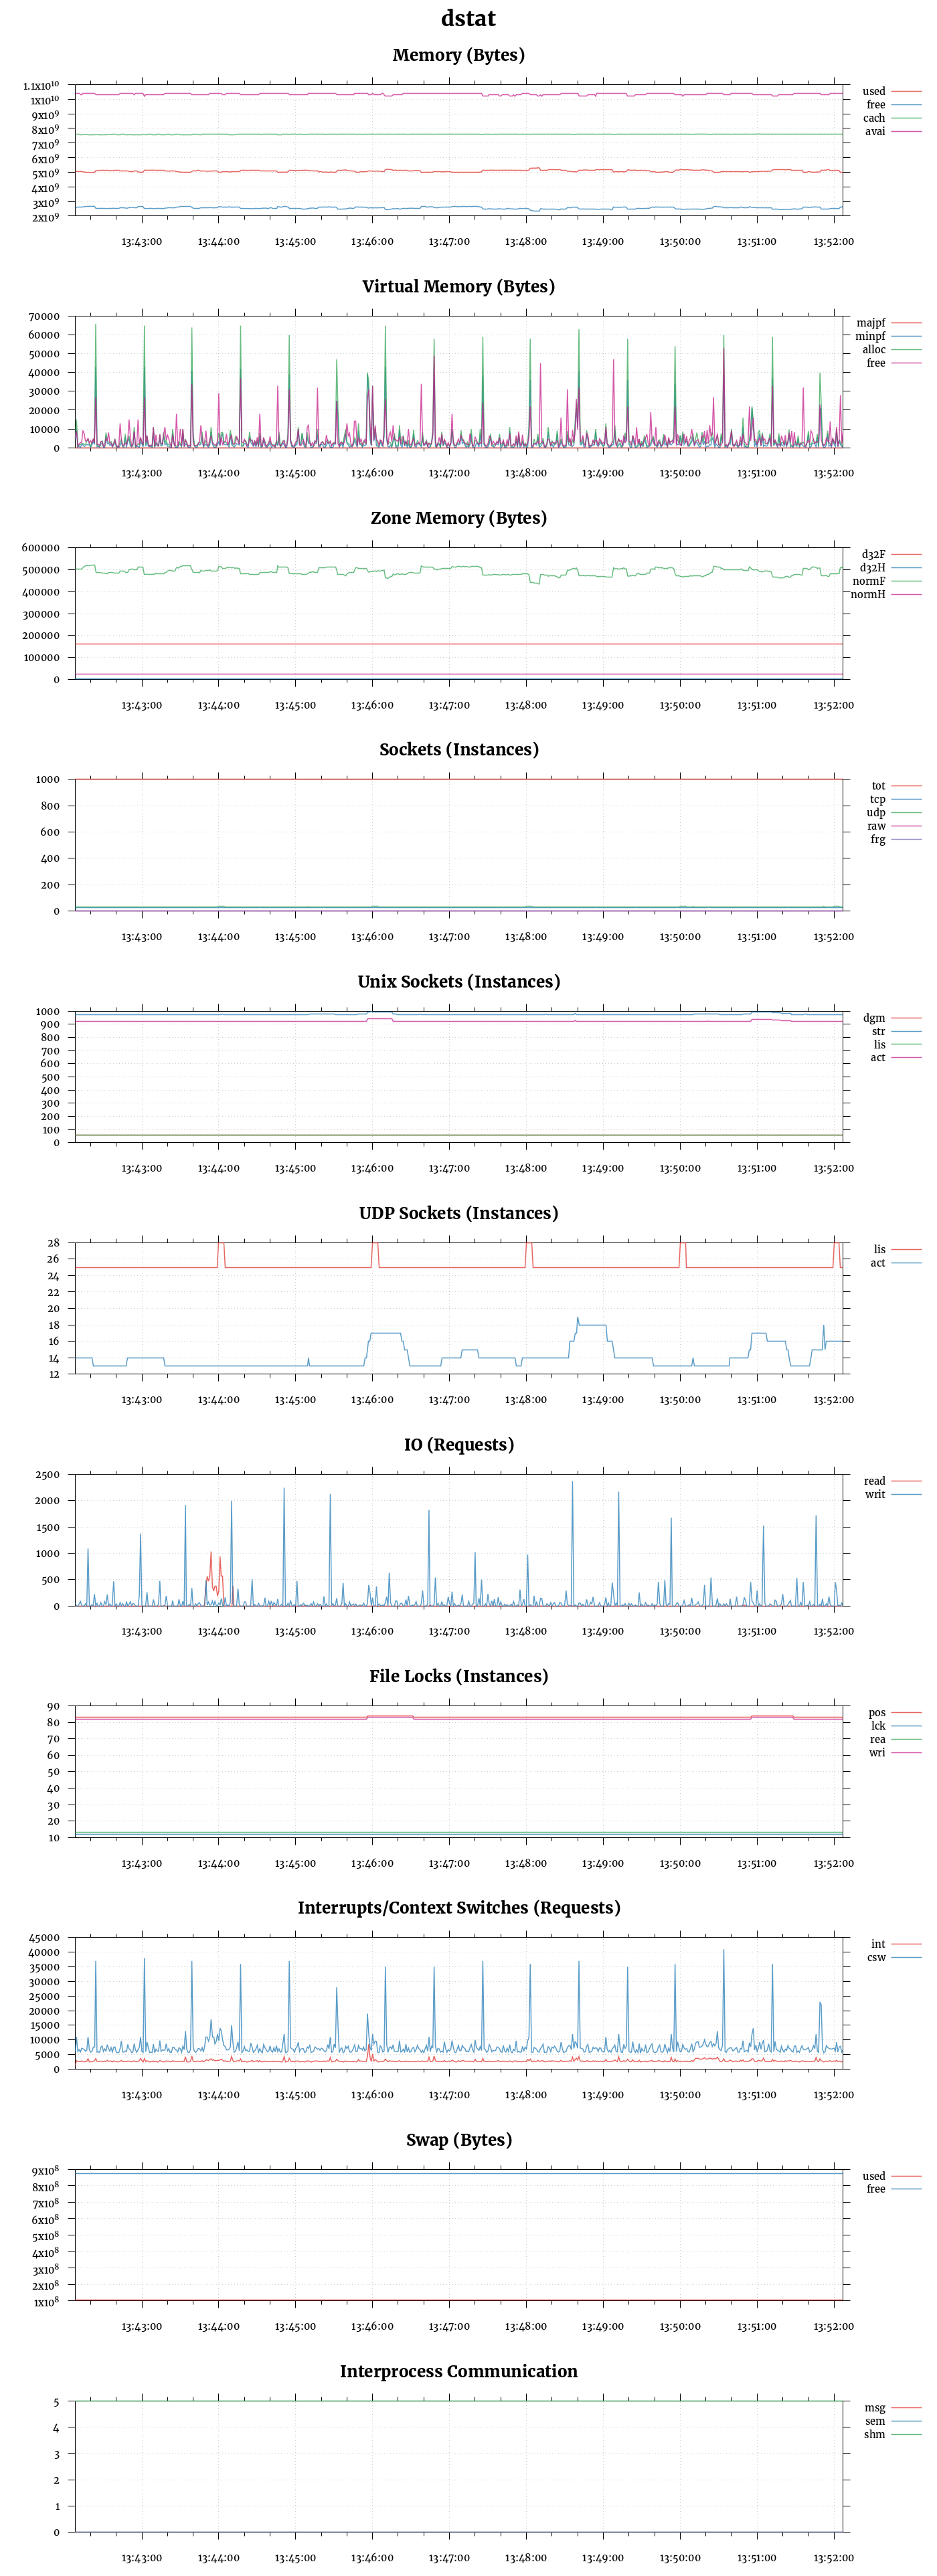 dstat
Memory (Bytes)
1.1x10¹⁰
1x10¹⁰
9x10⁹
8x10⁹
7x10⁹
6x10⁹
5x10⁹
4x10⁹
3x10⁹
2x10⁹
used
free
cach
avai
13:43:00 13:44:00 13:45:00 13:46:00 13:47:00 13:48:00 13:49:00 13:50:00 13:51:00 13:52:00
Virtual Memory (Bytes)
70000
60000
50000
40000
30000
20000
10000
0
majpf
minpf
alloc
free
13:43:00 13:44:00 13:45:00 13:46:00 13:47:00 13:48:00 13:49:00 13:50:00 13:51:00 13:52:00
Zone Memory (Bytes)
600000
500000
400000
300000
200000
100000
0
d32F
d32H
normF
normH
13:43:00 13:44:00 13:45:00 13:46:00 13:47:00 13:48:00 13:49:00 13:50:00 13:51:00 13:52:00
Sockets (Instances)
1000
800
600
400
200
0
tot
tcp
udp
raw
frg
13:43:00 13:44:00 13:45:00 13:46:00 13:47:00 13:48:00 13:49:00 13:50:00 13:51:00 13:52:00
Unix Sockets (Instances)
1000
900
800
700
600
500
400
300
200
100
0
dgm
str
lis
act
13:43:00 13:44:00 13:45:00 13:46:00 13:47:00 13:48:00 13:49:00 13:50:00 13:51:00 13:52:00
UDP Sockets (Instances)
28
26
24
22
20
18
16
14
12
lis
act
13:43:00 13:44:00 13:45:00 13:46:00 13:47:00 13:48:00 13:49:00 13:50:00 13:51:00 13:52:00
IO (Requests)
2500
2000
1500
1000
500
0
read
writ
13:43:00 13:44:00 13:45:00 13:46:00 13:47:00 13:48:00 13:49:00 13:50:00 13:51:00 13:52:00
File Locks (Instances)
90
80
70
60
50
40
30
20
10
pos
lck
rea
wri
13:43:00 13:44:00 13:45:00 13:46:00 13:47:00 13:48:00 13:49:00 13:50:00 13:51:00 13:52:00
Interrupts/Context Switches (Requests)
45000
40000
35000
30000
25000
20000
15000
10000
5000
0
int
csw
13:43:00 13:44:00 13:45:00 13:46:00 13:47:00 13:48:00 13:49:00 13:50:00 13:51:00 13:52:00
Swap (Bytes)
9x10⁸
8x10⁸
7x10⁸
6x10⁸
5x10⁸
4x10⁸
3x10⁸
2x10⁸
1x10⁸
used
free
13:43:00 13:44:00 13:45:00 13:46:00 13:47:00 13:48:00 13:49:00 13:50:00 13:51:00 13:52:00
Interprocess Communication
5
4
3
2
1
0
msg
sem
shm
13:43:00 13:44:00 13:45:00 13:46:00 13:47:00 13:48:00 13:49:00 13:50:00 13:51:00 13:52:00